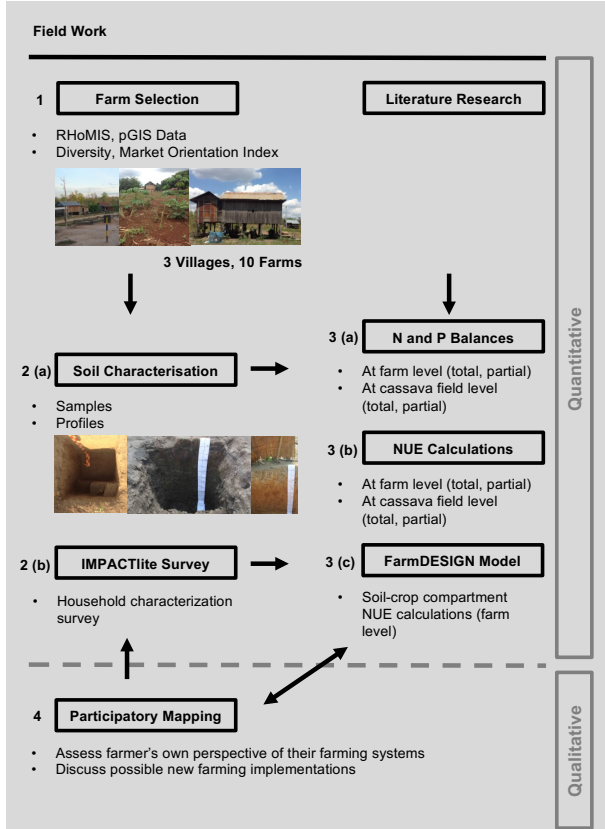 Field Work
1
Farm Selection
Literature Research
• RHoMIS, pGIS Data
• Diversity, Market Orientation Index
3 Villages, 10 Farms
2 (a)
Soil Characterisation
• Samples
• Profiles
3 (a)
N and P Balances
• At farm level (total, partial)
• At cassava field level
(total, partial)
3 (b)
NUE Calculations
• At farm level (total, partial)
• At cassava field level
(total, partial)
2 (b)
IMPACTlite Survey
• Household characterization
survey
3 (c)
FarmDESIGN Model
• Soil-crop compartment
NUE calculations (farm
level)
Quantitative
4
Participatory Mapping
• Assess farmer's own perspective of their farming systems
• Discuss possible new farming implementations
Qualitative